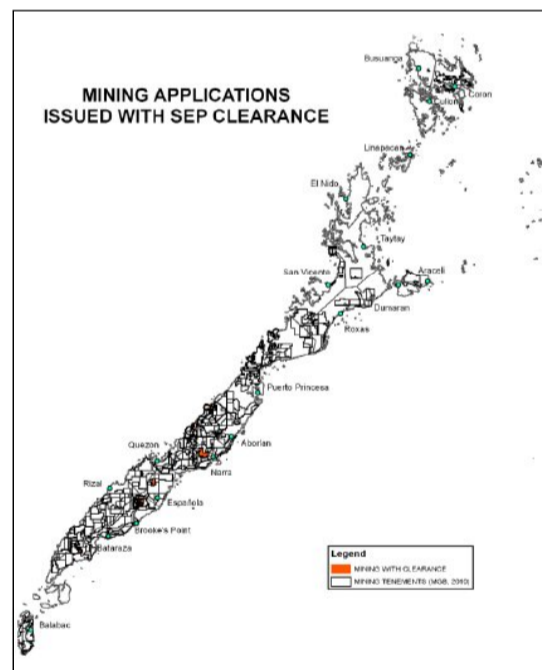 MINING APPLICATIONS
ISSUED WITH SEP CLEARANCE
Busuanga
Coron
Culion
Linapacan
El Nido
Taytay
San Vicente
Araceli
Dumaran
Roxas
Puerto Princesa
Aborlan
Quezon
Narra
Rizal
Española
Brooke's Point
Bataraza
Balabac
Legend
MINING WITH CLEARANCE
MINING TENEMENTS (MGB, 2010)